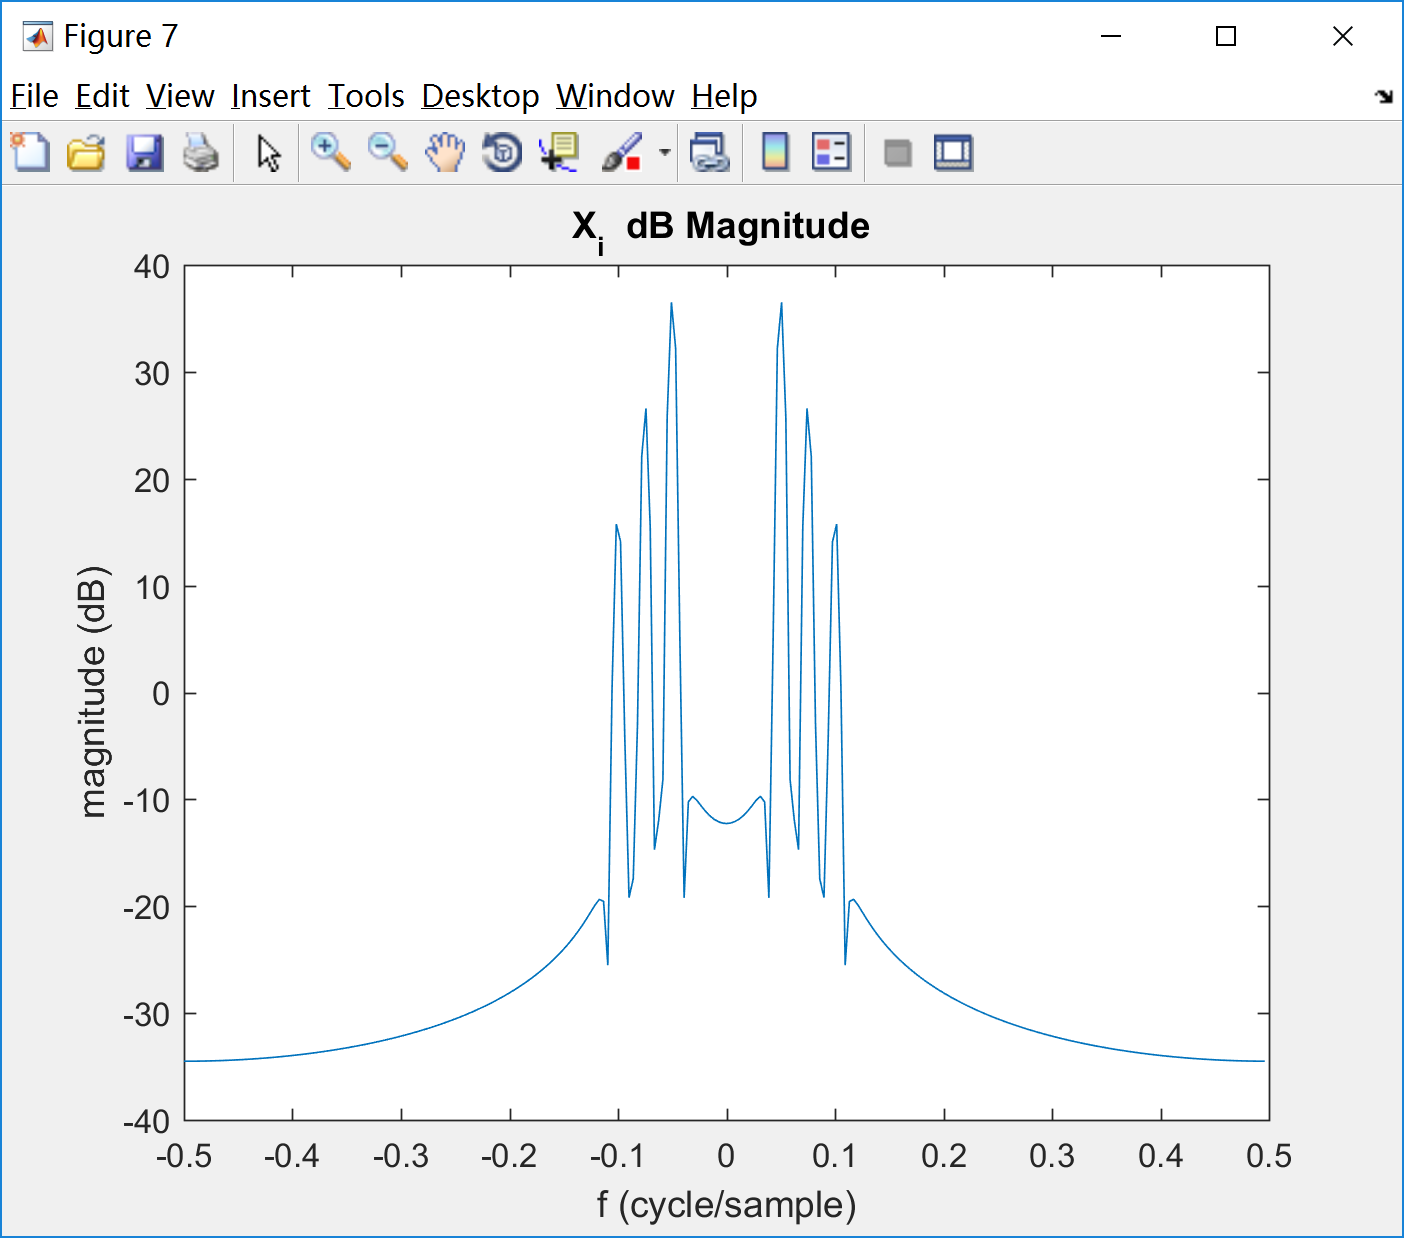 Figure 7
File Edit View Insert Tools Desktop Window Help
X_i dB Magnitude
40
30
20
10
0
-10
-20
-30
-40
magnitude (dB)
-0.5 -0.4 -0.3 -0.2 -0.1 0 0.1 0.2 0.3 0.4 0.5
f (cycle/sample)